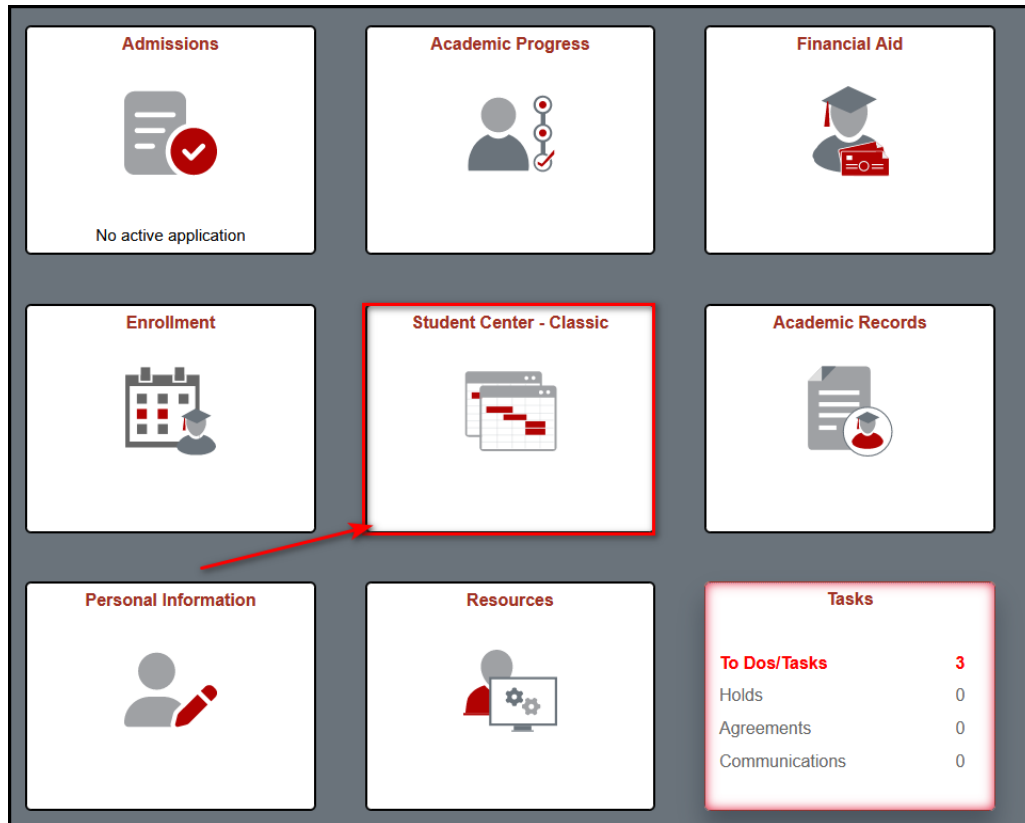 Admissions
Academic Progress
Financial Aid
No active application
Enrollment
Student Center - Classic
Academic Records
Personal Information
Resources
Tasks
To Dos/Tasks 3
Holds 0
Agreements 0
Communications 0